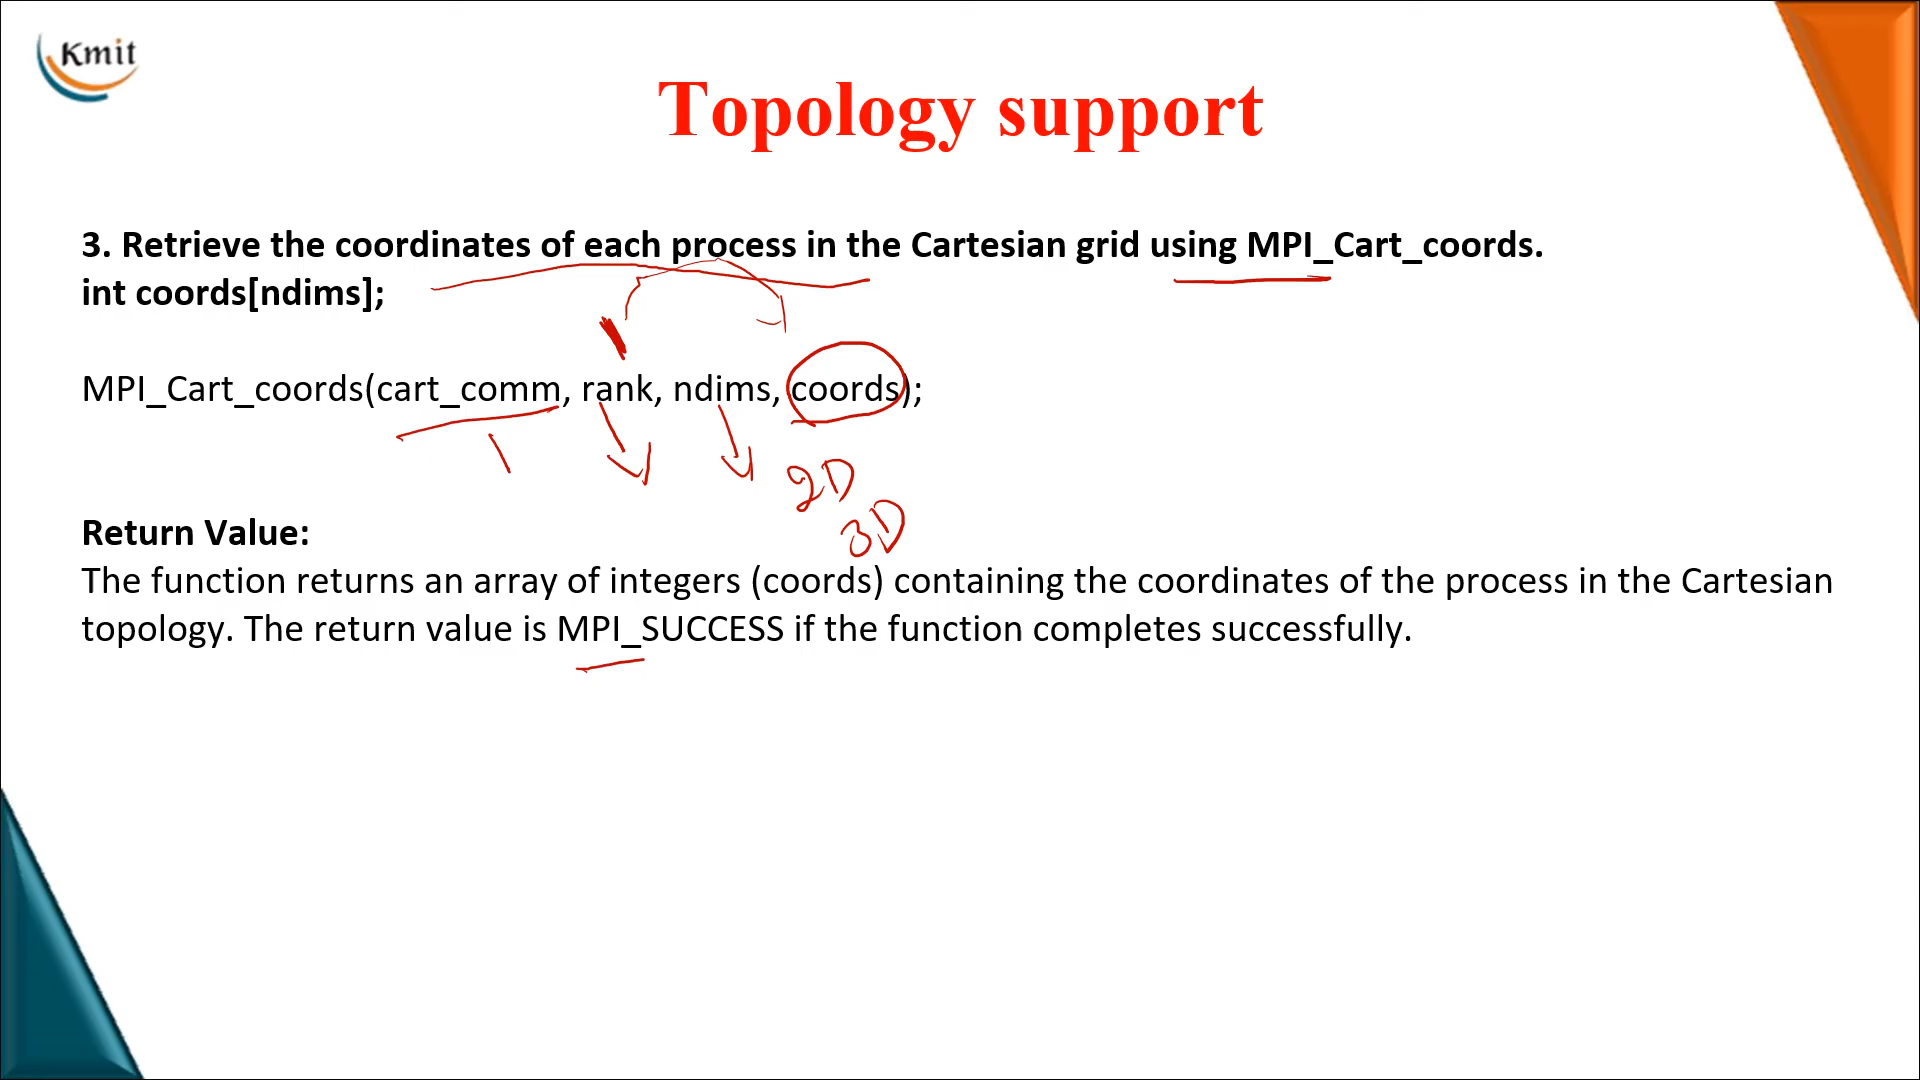 Kmit
Topology support
3. Retrieve the coordinates of each process in the Cartesian grid using MPI_Cart_coords.
int coords[ndims];
MPI_Cart_coords(cart_comm, rank, ndims, coords);
2D
3D
Return Value:
The function returns an array of integers (coords) containing the coordinates of the process in the Cartesian
topology. The return value is MPI_SUCCESS if the function completes successfully.